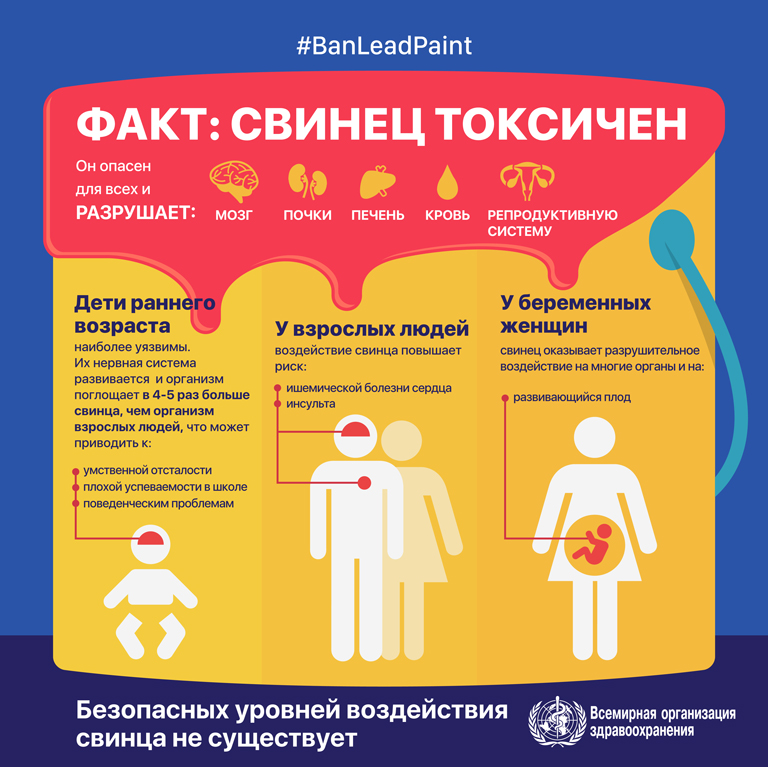 #BanLeadPaint
ФАКТ: СВИНЕЦ ТОКСИЧЕН
Он опасен
для всех и
РАЗРУШАЕТ:
МОЗГ
ПОЧКИ
ПЕЧЕНЬ
КРОВЬ
РЕПРОДУКТИВНУЮ
СИСТЕМУ
Дети раннего
возраста
наиболее уязвимы.
Их нервная система
развивается и организм
поглощает в 4-5 раз больше
свинца, чем организм
взрослых людей, что может
приводить к:
умственной отсталости
плохой успеваемости в школе
поведенческим проблемам
У взрослых людей
воздействие свинца повышает
риск:
ишемической болезни сердца
инсульта
У беременных
женщин
свинец оказывает разрушительное
воздействие на многие органы и на:
развивающийся плод
Безопасных уровней воздействия
свинца не существует
Всемирная организация
здравоохранения